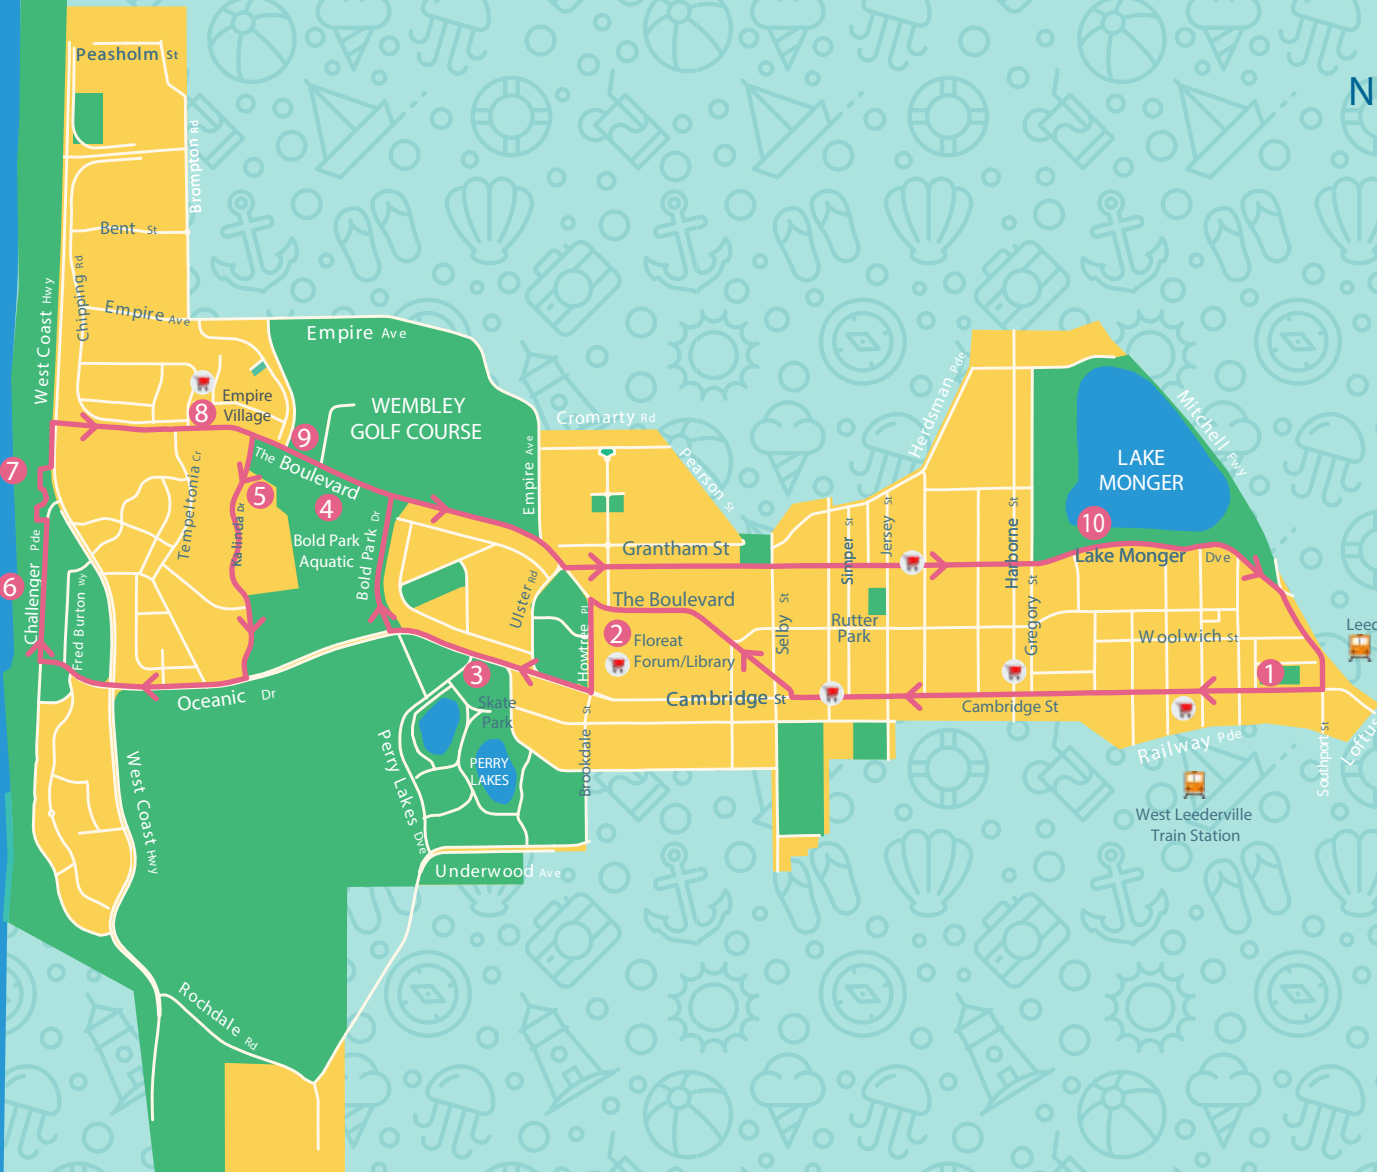 Peasholm St
N
Brompton Rd
Bent St
Chipping Rd
West Coast Hwy
Empire Ave
Empire Ave
Empire
Village
8
WEMBLEY
GOLF COURSE
9
Cromarty Rd
Empire Ave
Pearson St
Herdsman Pde
Mitchell Fwy
LAKE
MONGER
10
7
The Boulevard
5
4
Tempeltonia Cr
Kalinda Dr
Bold Park
Aquatic
Bold Park Dr
Grantham St
Simper St
Jersey St
Harborne St
Lake Monger Dve
6
Challenger Pde
Fred Burton Wy
Ulster Rd
Howtree Pl
The Boulevard
2
Floreat
Forum/Library
Selby St
Rutter
Park
Gregory St
Woolwich St
Leed
1
3
Skate
Park
Oceanic Dr
Cambridge St
Cambridge St
Railway Pde
Southport St
Loftus
West Coast Hwy
Perry Lakes Dve
PERRY
LAKES
Brookdale St
West Leederville
Train Station
Underwood Ave
Rochdale Rd